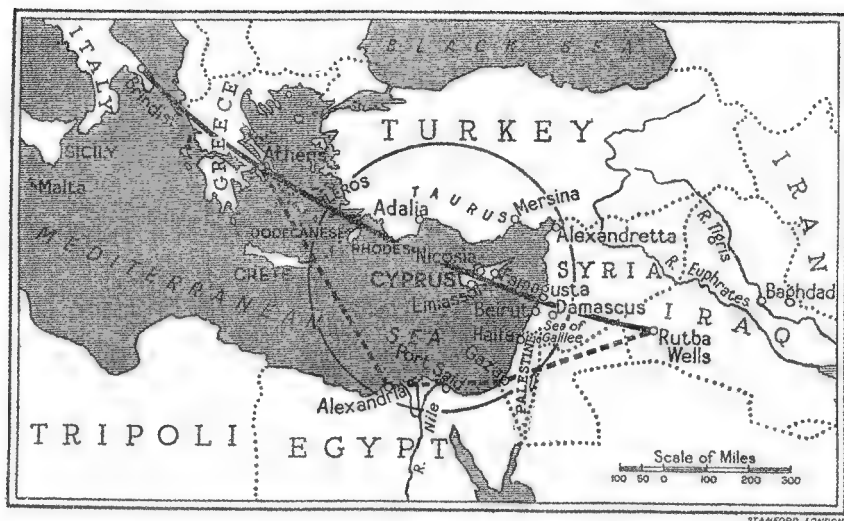 ITALY
BLACK SEA
Brindisi
GREECE
TURKEY
IRAN
SICILY
Athens
Malta
TAURUS
Mersina
LEROS
Adalia
Alexandretta
R. Tigris
DODECANESE
RHODES
Nicosia
SYRIA
R. Euphrates
MEDITERRANEAN
SEA
CRETE
CYPRUS
Famagusta
Baghdad
Limassol
Beirut
Damascus
IRAQ
Haifa
Sea of
Galilee
Rutba
Wells
PALESTINE
Gaza
Port Said
Alexandria
Nile
R.
TRIPOLI
EGYPT
Scale of Miles
100 50 0 100 200 300
STANFORD, LONDON